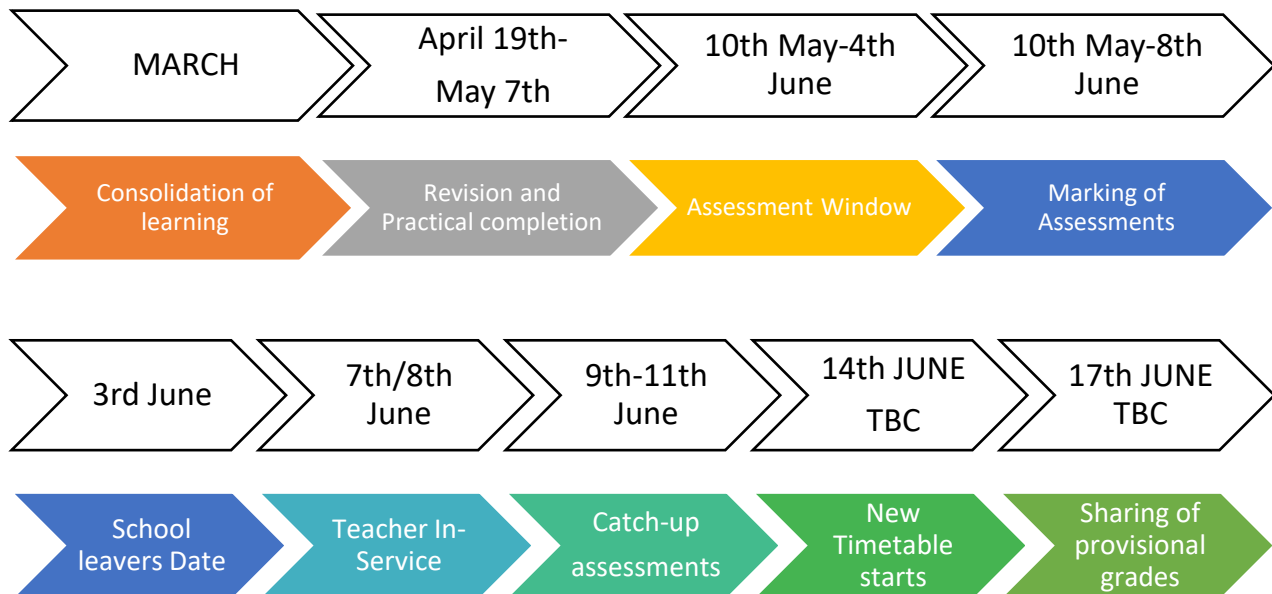 MARCH
April 19th-
May 7th
10th May-4th
June
10th May-8th
June
Consolidation of
learning
Revision and
Practical completion
Assessment Window
Marking of
Assessments
3rd June
7th/8th
June
9th-11th
June
14th JUNE
TBC
17th JUNE
TBC
School
leavers Date
Teacher In-
Service
Catch-up
assessments
New
Timetable
starts
Sharing of
provisional
grades